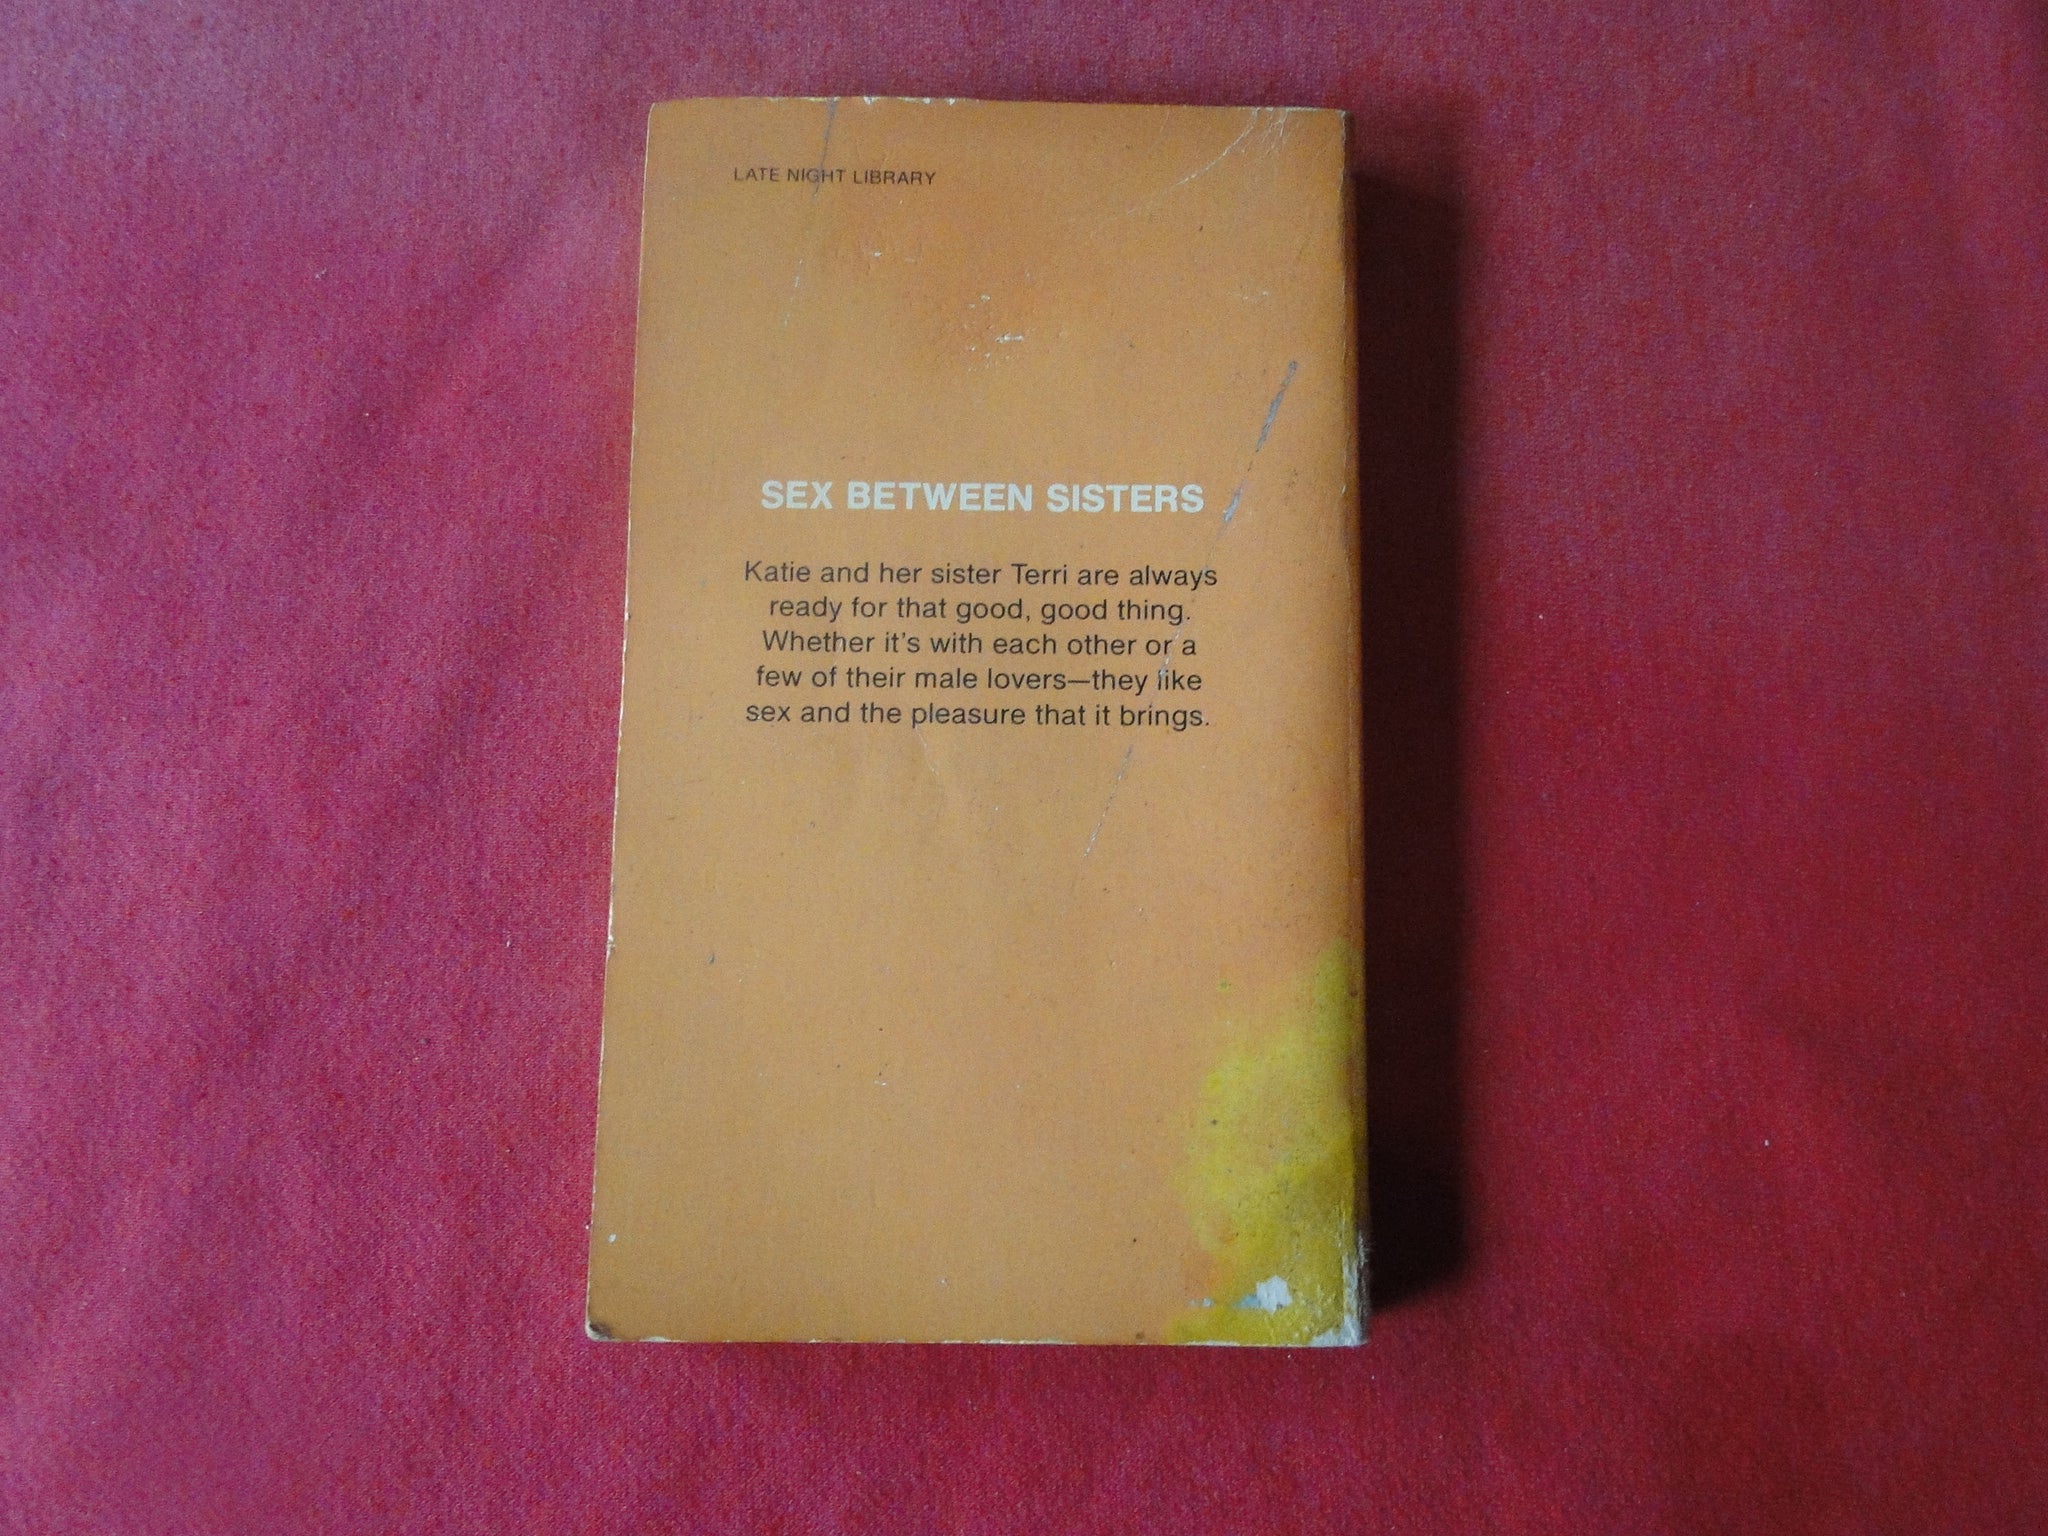 LATE NIGHT LIBRARY
SEX BETWEEN SISTERS
Katie and her sister Terri are always
ready for that good, good thing.
Whether it's with each other or a
few of their male lovers—they like
sex and the pleasure that it brings.